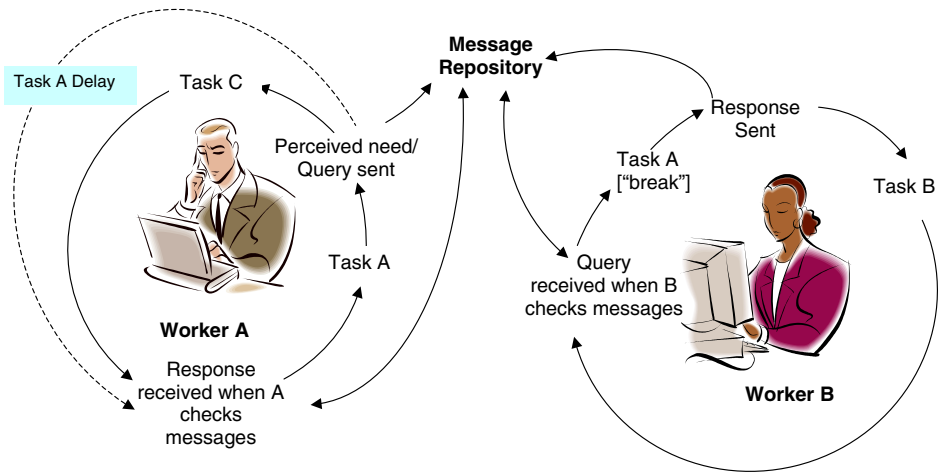 Message
Repository
Task A Delay
Task C
Perceived need/
Query sent
Task A
Worker A
Response
received when A
checks
messages
Response
Sent
Task A
[“break”]
Task B
Query
received when B
checks messages
Worker B